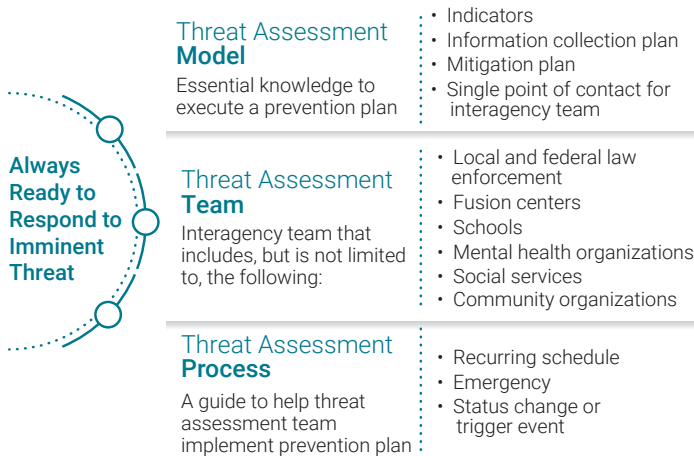 Always
Ready to
Respond to
Imminent
Threat
Threat Assessment
Model
Essential knowledge to
execute a prevention plan
• Indicators
• Information collection plan
• Mitigation plan
• Single point of contact for
interagency team
Threat Assessment
Team
Interagency team that
includes, but is not limited
to, the following:
• Local and federal law
enforcement
• Fusion centers
• Schools
• Mental health organizations
• Social services
• Community organizations
Threat Assessment
Process
A guide to help threat
assessment team
implement prevention plan
• Recurring schedule
• Emergency
• Status change or
trigger event